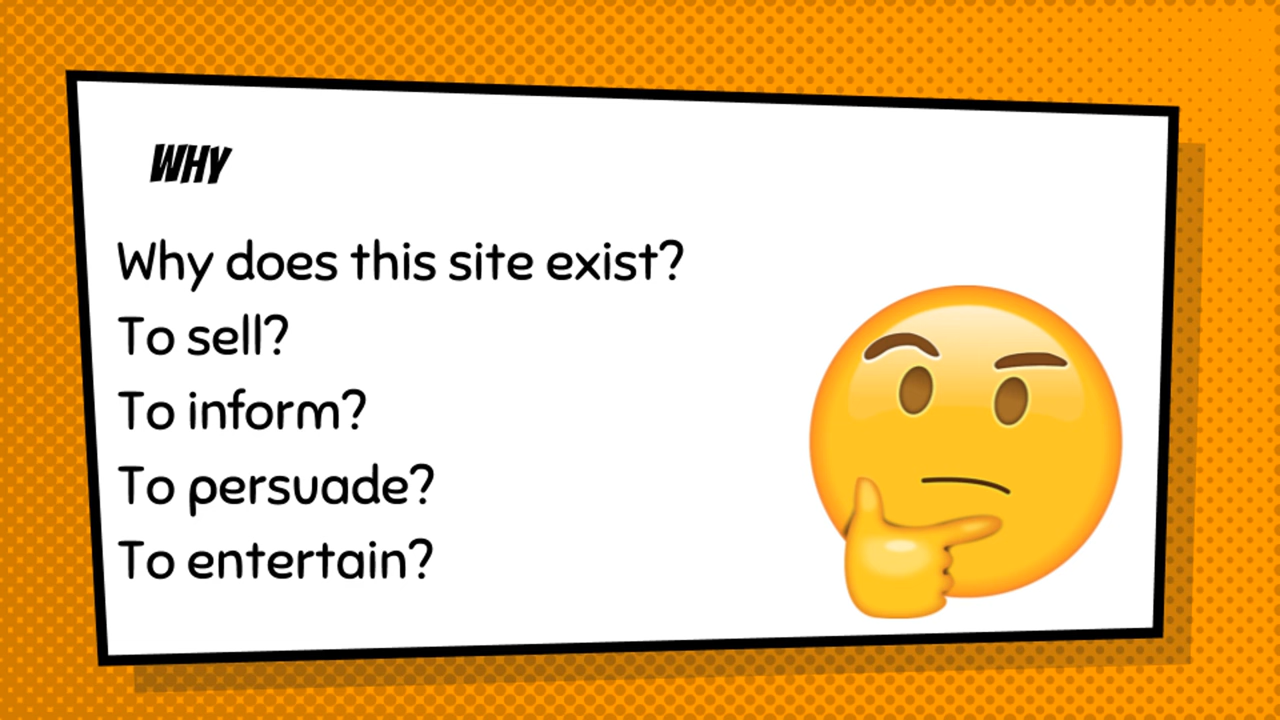 WHY
Why does this site exist?
To sell?
To inform?
To persuade?
To entertain?